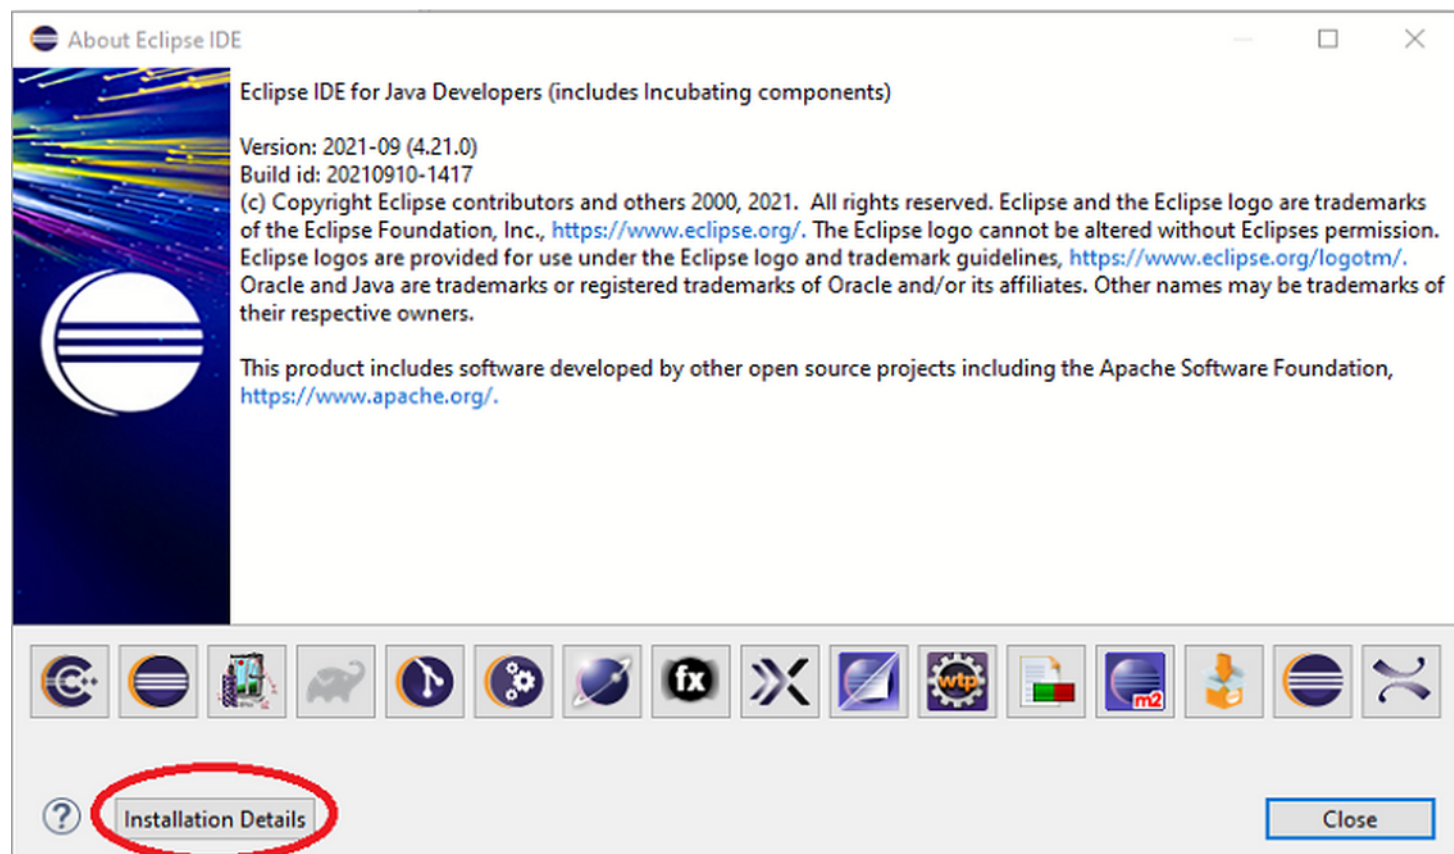 About Eclipse IDE
Eclipse IDE for Java Developers (includes Incubating components)
Version: 2021-09 (4.21.0)
Build id: 20210910-1417
(c) Copyright Eclipse contributors and others 2000, 2021.  All rights reserved. Eclipse and the Eclipse logo are trademarks
of the Eclipse Foundation, Inc., https://www.eclipse.org/. The Eclipse logo cannot be altered without Eclipses permission.
Eclipse logos are provided for use under the Eclipse logo and trademark guidelines, https://www.eclipse.org/logotm/.
Oracle and Java are trademarks or registered trademarks of Oracle and/or its affiliates. Other names may be trademarks of
their respective owners.
This product includes software developed by other open source projects including the Apache Software Foundation,
https://www.apache.org/.
C++
fx
wtp
m2
?
Installation Details
Close